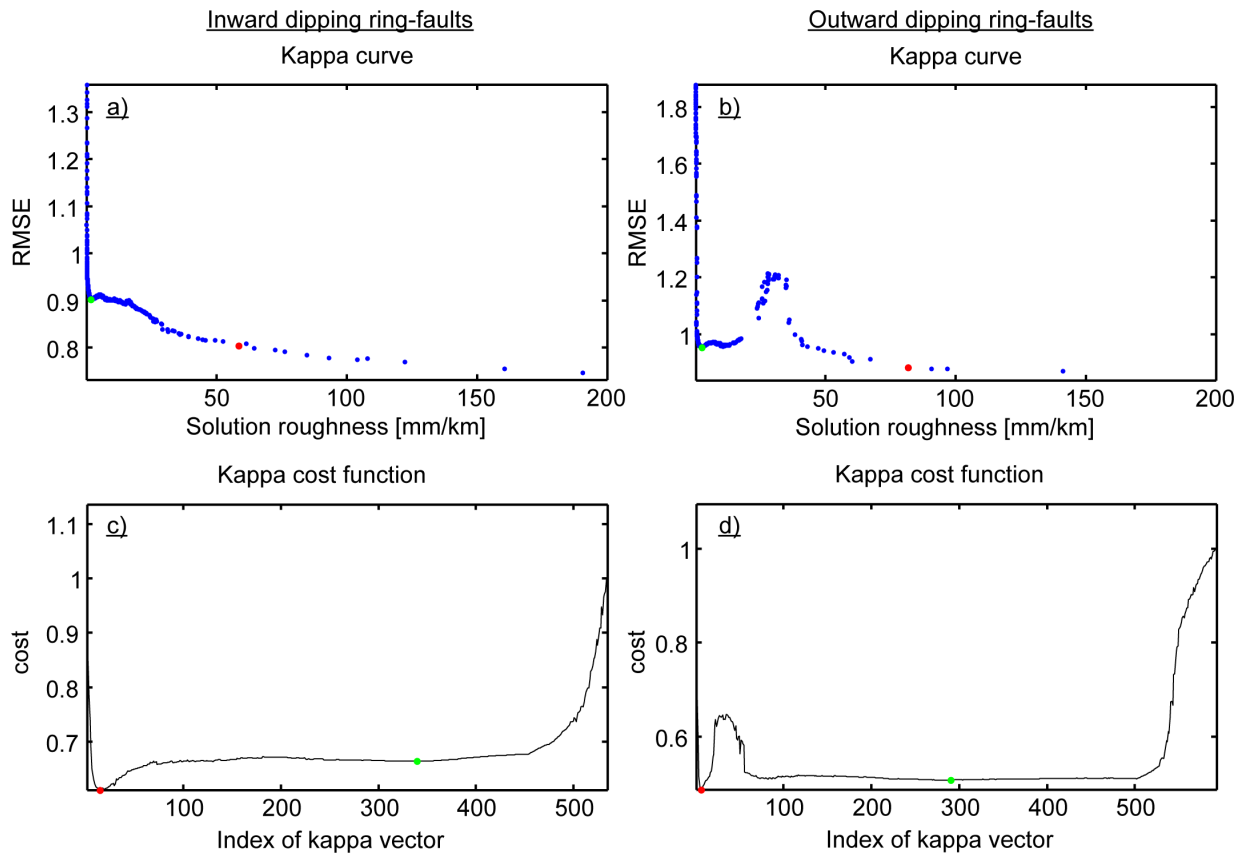 Inward dipping ring-faults
Kappa curve
a)
1.3
1.2
1.1
1
0.9
0.8
RMSE
50
100
150
200
Solution roughness [mm/km]
Outward dipping ring-faults
Kappa curve
b)
1.8
1.6
1.4
1.2
1
RMSE
50
100
150
200
Solution roughness [mm/km]
Kappa cost function
c)
1.1
1
0.9
0.8
0.7
cost
100
200
300
400
500
Index of kappa vector
Kappa cost function
d)
1
0.8
0.6
cost
100
200
300
400
500
Index of kappa vector